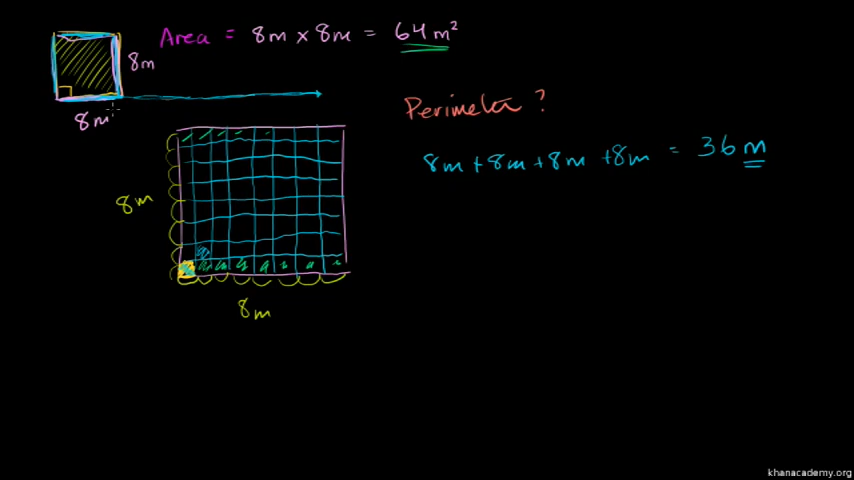 Area = 8m x 8m = 64 m²
8m
8m
Perimeter ?
8m + 8m + 8m + 8m = 36 m
8m
8m
khanacademy.org